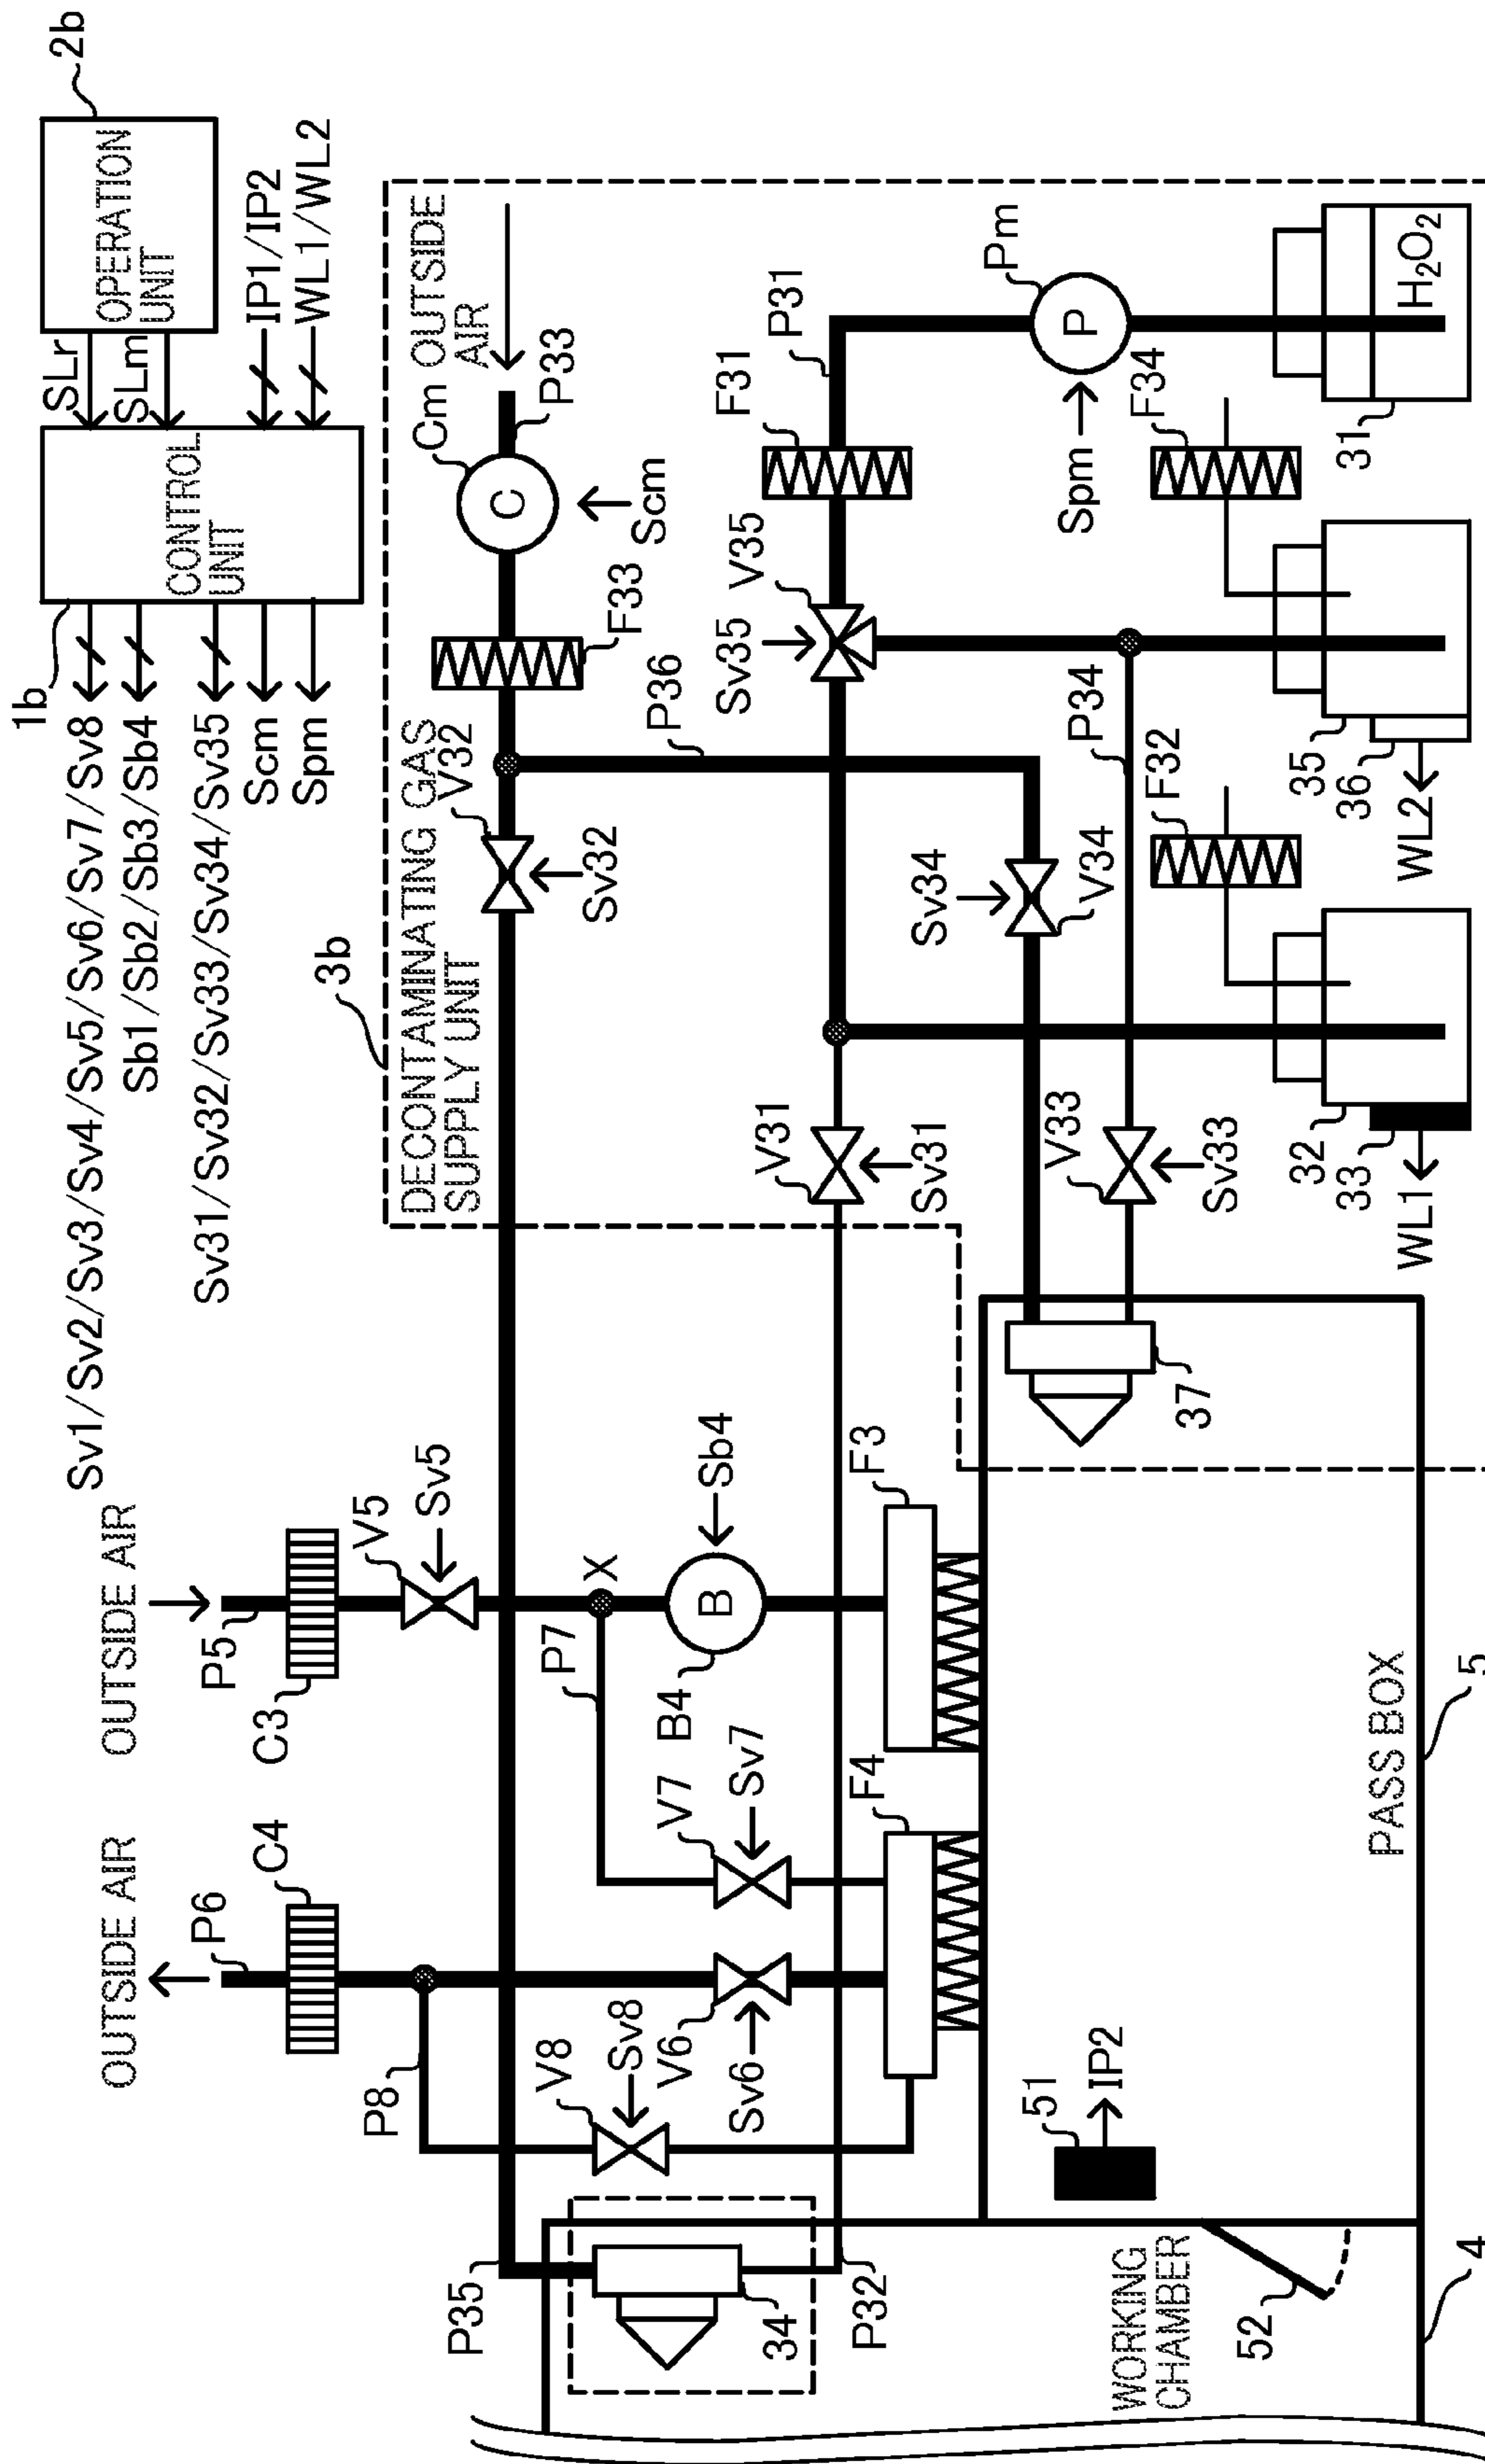 2b
OPERATION
UNIT
SLr
SLm
IP1/IP2
WL1/WL2
CONTROL
UNIT
1b
Sv1/Sv2/Sv3/Sv4/Sv5/Sv6/Sv7/Sv8
Sb1/Sb2/Sb3/Sb4
Sv31/Sv32/Sv33/Sv34/Sv35
Scm
Spm
3b
DECONTAMINATING GAS
SUPPLY UNIT
OUTSIDE
AIR
P33
Cm
C
Scm
F33
V32
Sv32
P36
P31
F31
V35
Sv35
Pm
P
Spm
F34
H₂O₂
31
P34
35
36
WL2
F32
Sv34
V34
V31
Sv31
V33
Sv33
32
33
WL1
OUTSIDE AIR
P5
C3
V5
Sv5
X
P7
B
B4
Sb4
F3
37
V7
Sv7
F4
OUTSIDE AIR
P6
C4
P8
V8
Sv8
V6
Sv6
PASS BOX
5
51
IP2
P35
34
P32
WORKING
CHAMBER
52
4